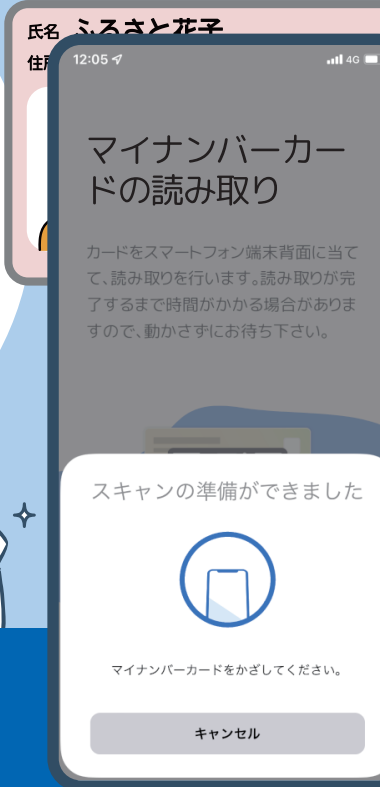 氏名 ふるさと花子
住所
12:05
4G
マイナンバーカー
ドの読み取り
カードをスマートフォン端末背面に当て
て、読み取りを行います。読み取りが完
了するまで時間がかかる場合がありま
すので、動かさずにお待ち下さい。
スキャンの準備ができました
マイナンバーカードをかざしてください。
キャンセル